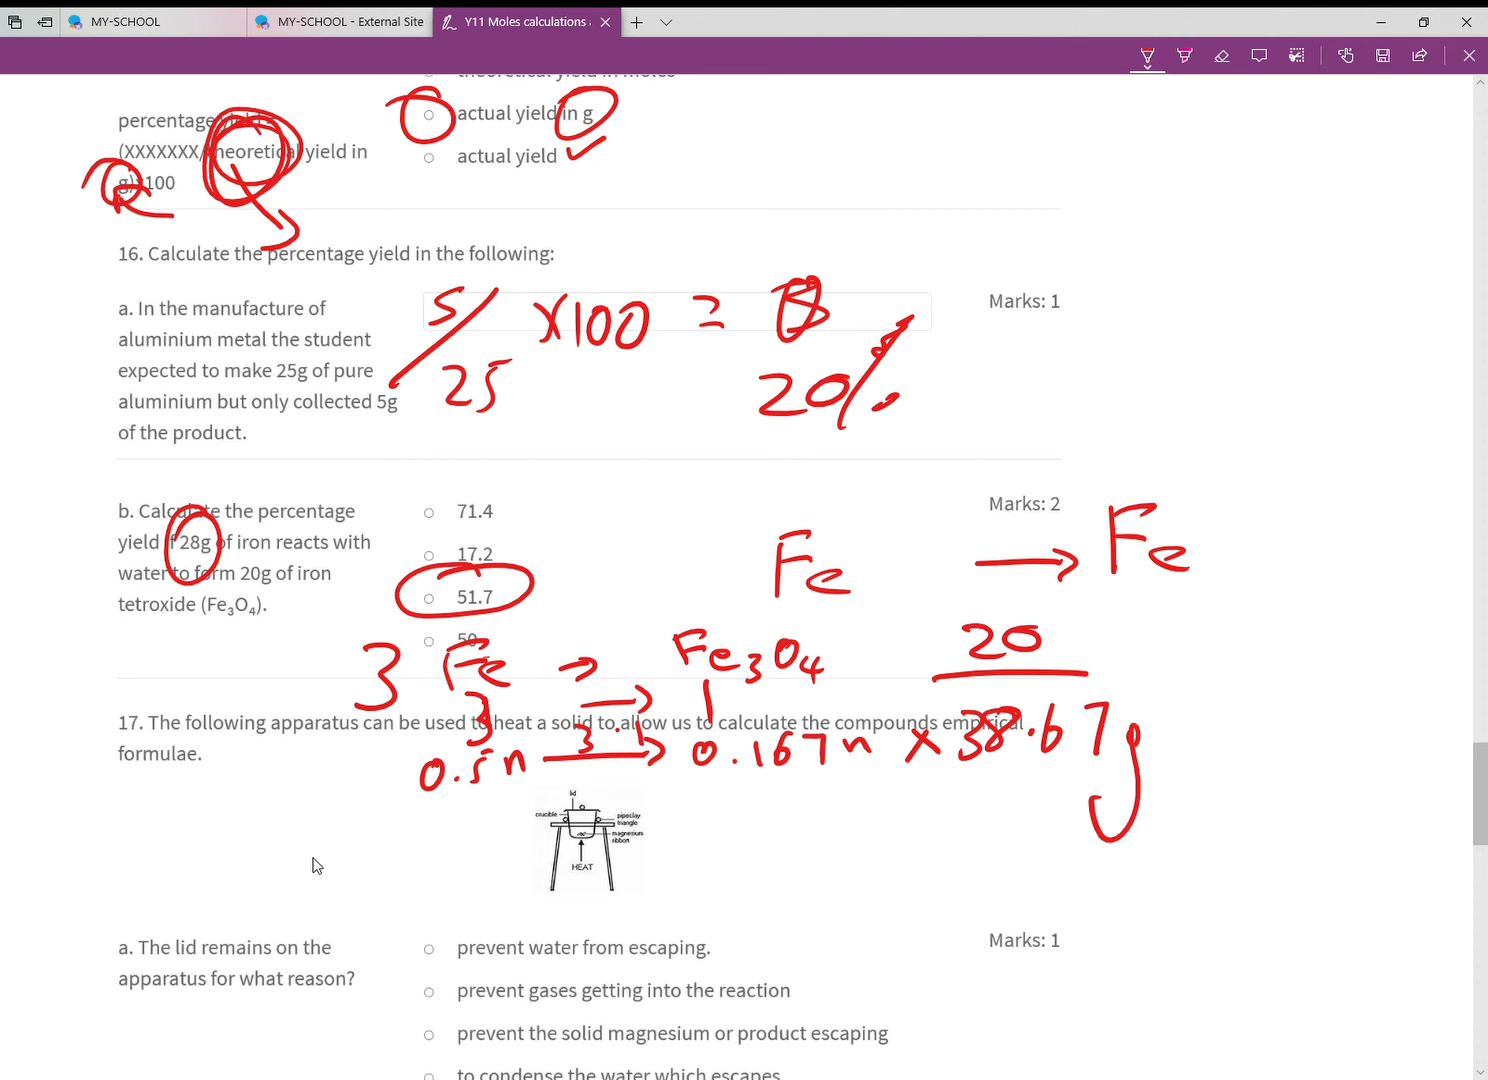 MY-SCHOOL
MY-SCHOOL - External Site
Y11 Moles calculations
actual yield in g
actual yield
percentage yield =
(XXXXXXX/theoretical yield in
g)x100
16. Calculate the percentage yield in the following:
a. In the manufacture of
aluminium metal the student
expected to make 25g of pure
aluminium but only collected 5g
of the product.
5/
25
×100 =
20%
Marks: 1
b. Calculate the percentage
yield if 28g of iron reacts with
water to form 20g of iron
tetroxide (Fe₃O₄).
71.4
17.2
51.7
50
Marks: 2
Fe → Fe
3 Fe → Fe₃O₄
3 → 1
3 . 1
0.5n → 0.167n × 38.67g
20
17. The following apparatus can be used to heat a solid to allow us to calculate the compounds empirical
formulae.
lid
crucible
pipeclay
triangle
magnesium
ribbon
HEAT
a. The lid remains on the
apparatus for what reason?
prevent water from escaping.
prevent gases getting into the reaction
prevent the solid magnesium or product escaping
to condense the water which escapes
Marks: 1